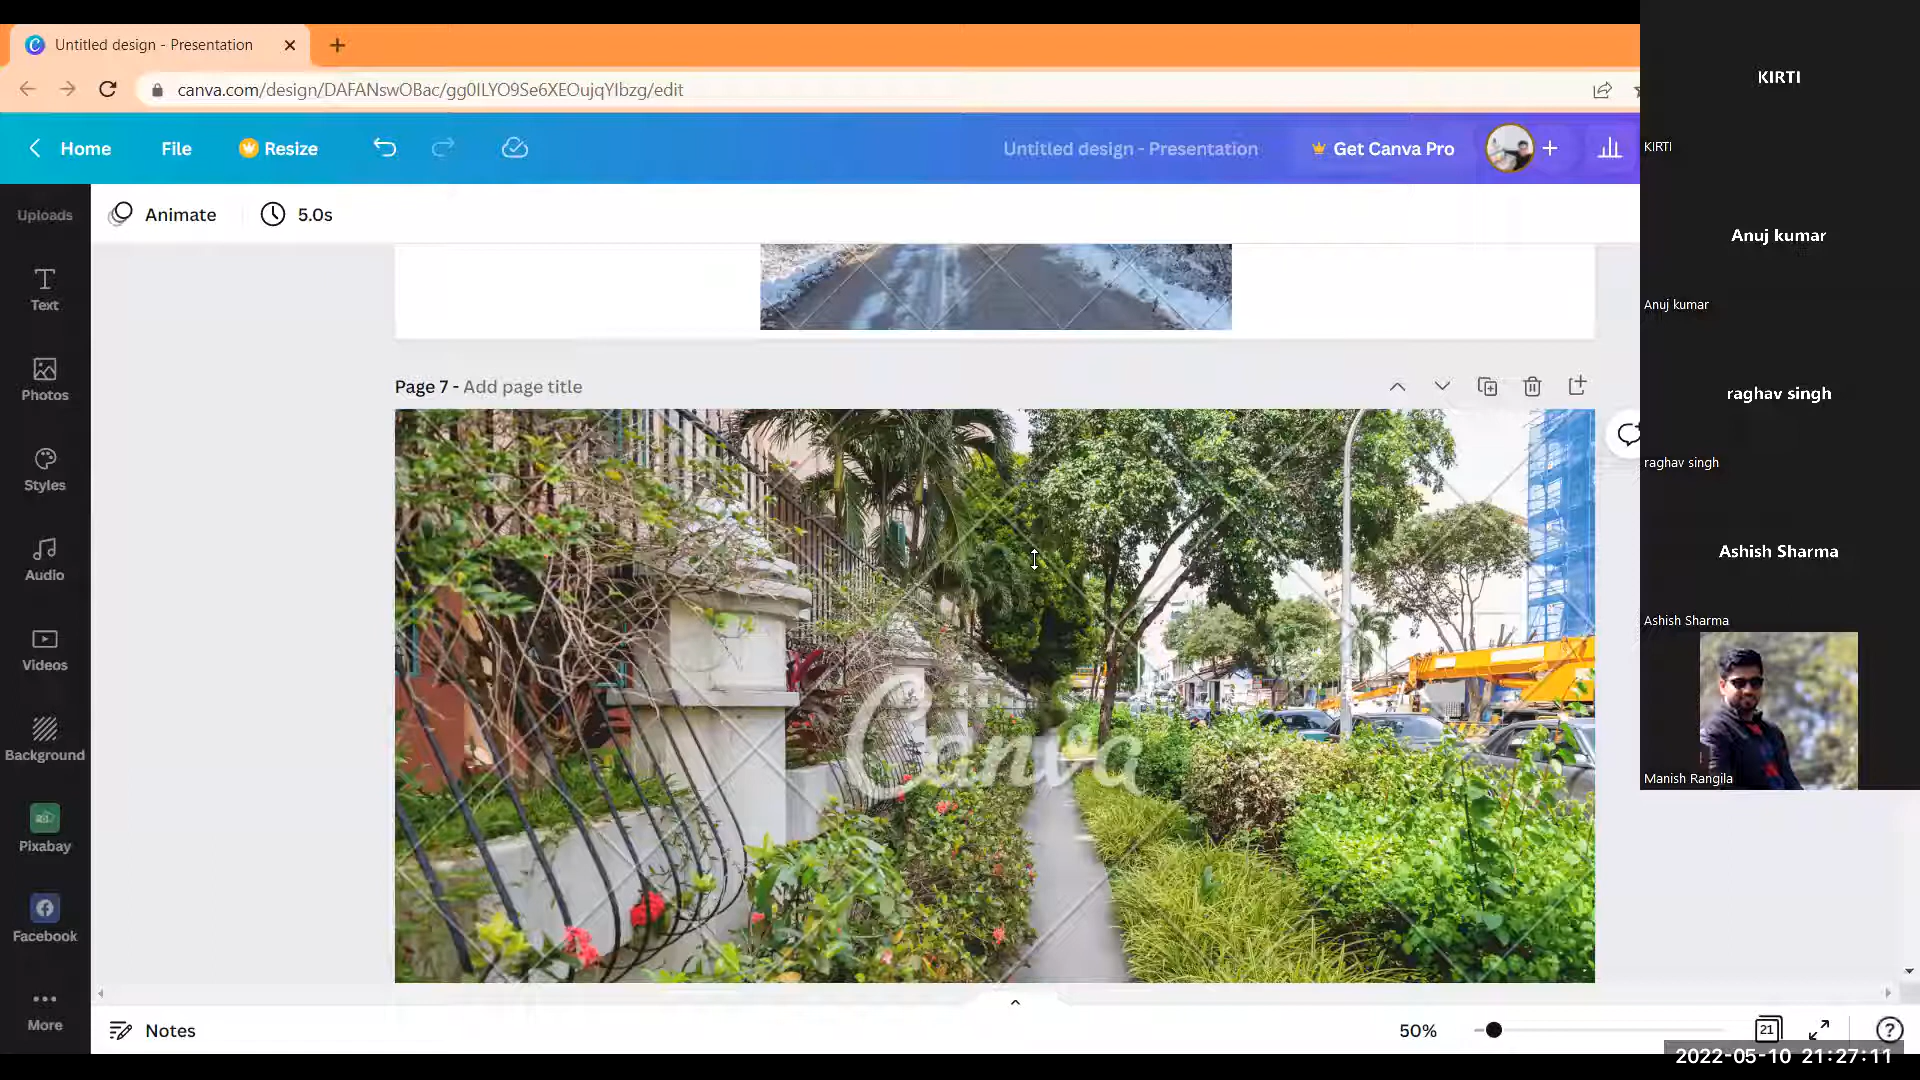 Untitled design - Presentation
canva.com/design/DAFANswOBac/gg0ILYO9Se6XEOujqYIbzg/edit
Home
File
Resize
Untitled design - Presentation
Get Canva Pro
Uploads
Animate
5.0s
Text
Photos
Styles
Audio
Videos
Background
Pixabay
Facebook
More
Page 7 - Add page title
Canva
Notes
50%
21
?
KIRTI
KIRTI
Anuj kumar
Anuj kumar
raghav singh
raghav singh
Ashish Sharma
Ashish Sharma
Manish Rangila
2022-05-10 21:27:11